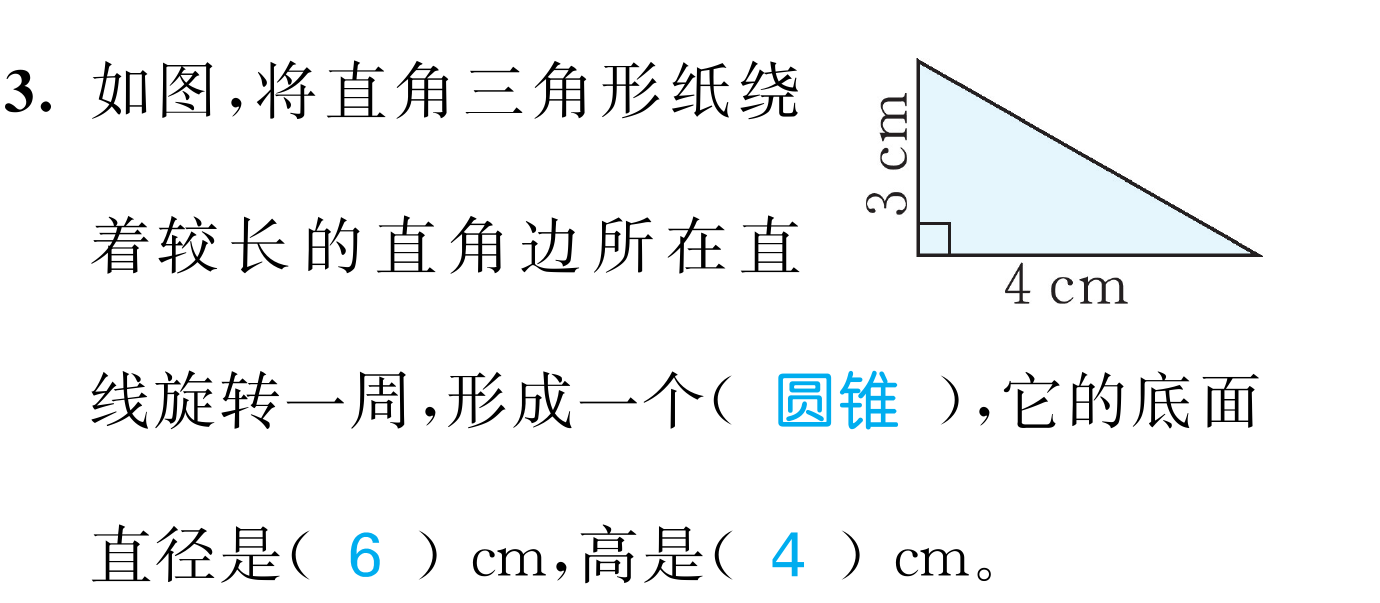 3. 如图,将直角三角形纸绕
着较长的直角边所在直
线旋转一周,形成一个( 圆锥 ),它的底面
直径是( 6 ) cm,高是( 4 ) cm。
3 cm
4 cm